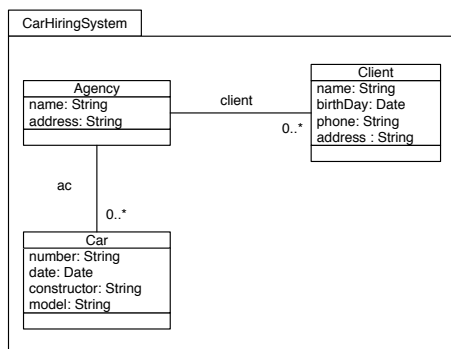 CarHiringSystem
Agency
name: String
address: String
client
0..*
Client
name: String
birthDay: Date
phone: String
address : String
ac
0..*
Car
number: String
date: Date
constructor: String
model: String